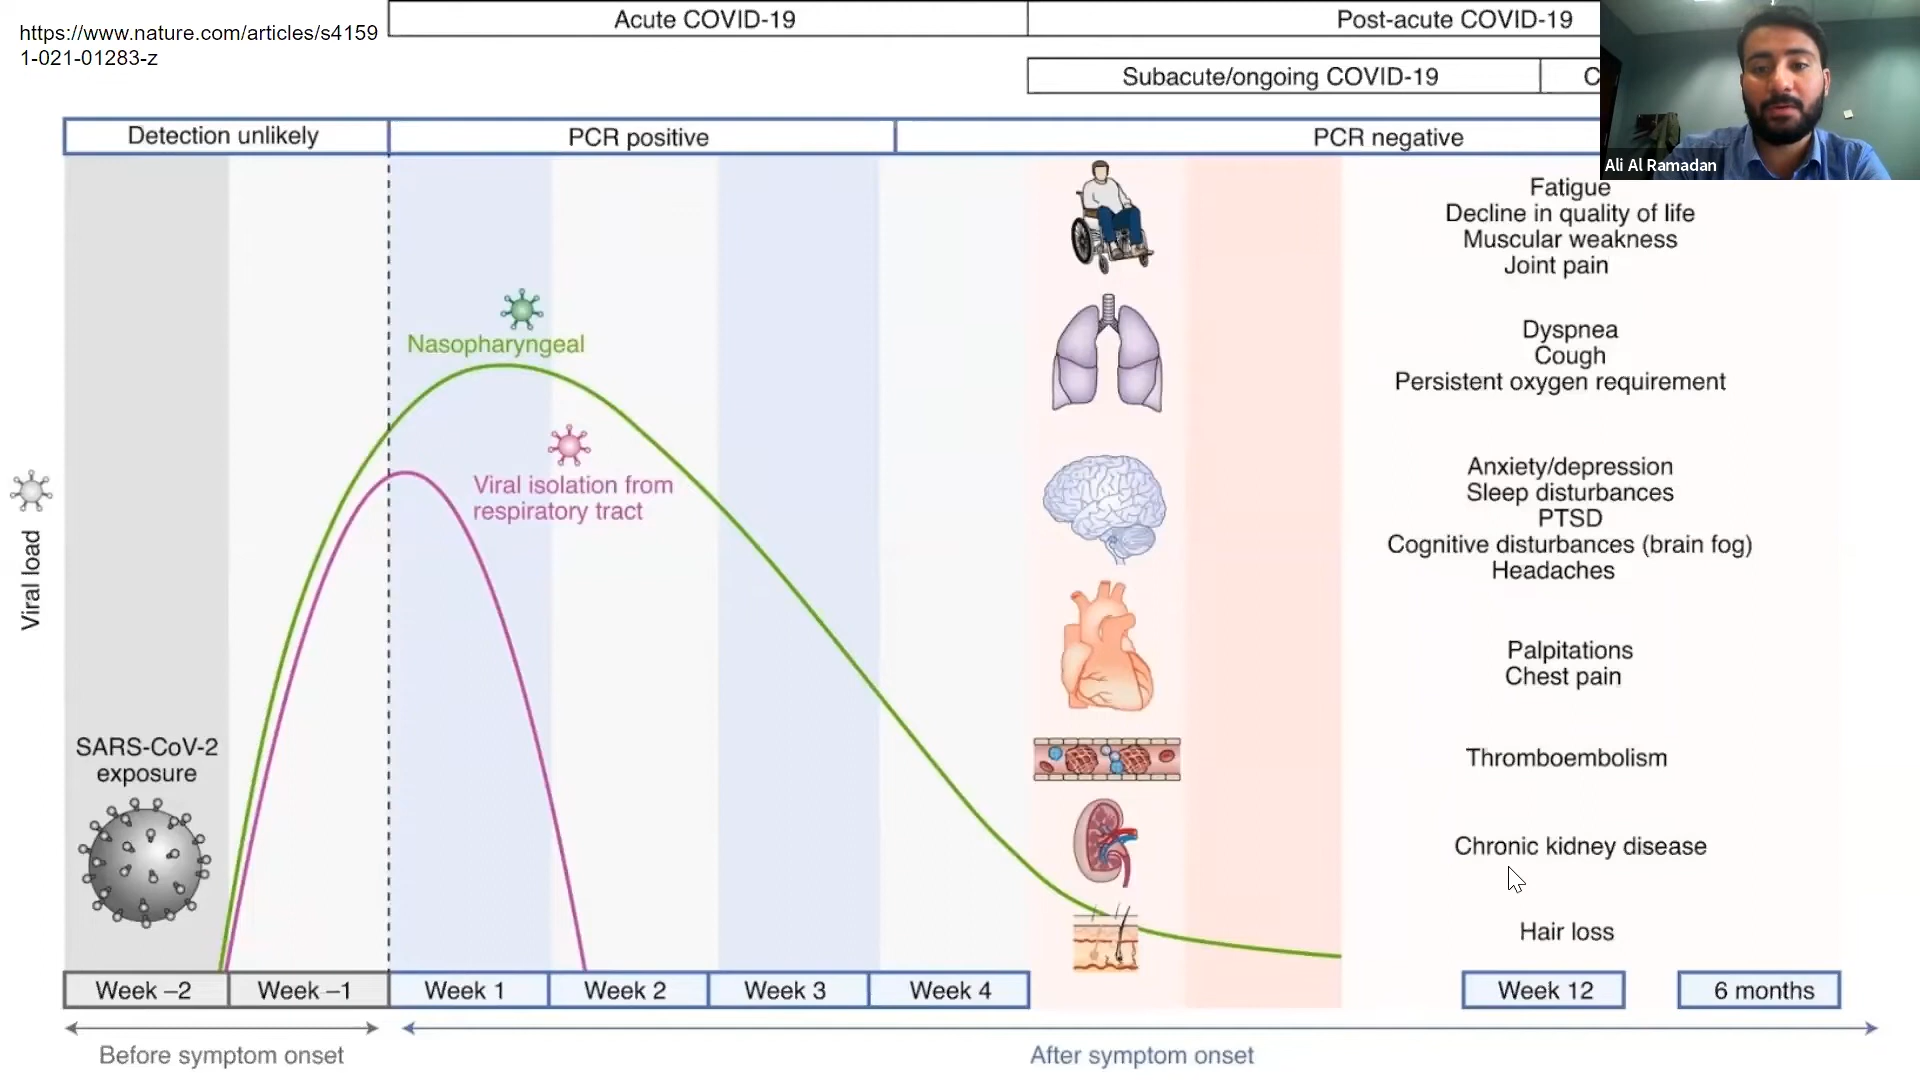 https://www.nature.com/articles/s4159
1-021-01283-z
Acute COVID-19
Post-acute COVID-19
Subacute/ongoing COVID-19
C
Detection unlikely
PCR positive
PCR negative
Ali Al Ramadan
Fatigue
Decline in quality of life
Muscular weakness
Joint pain
Nasopharyngeal
Dyspnea
Cough
Persistent oxygen requirement
Viral isolation from
respiratory tract
Anxiety/depression
Sleep disturbances
PTSD
Cognitive disturbances (brain fog)
Headaches
Viral load
Palpitations
Chest pain
SARS-CoV-2
exposure
Thromboembolism
Chronic kidney disease
Hair loss
Week –2
Week –1
Week 1
Week 2
Week 3
Week 4
Week 12
6 months
Before symptom onset
After symptom onset